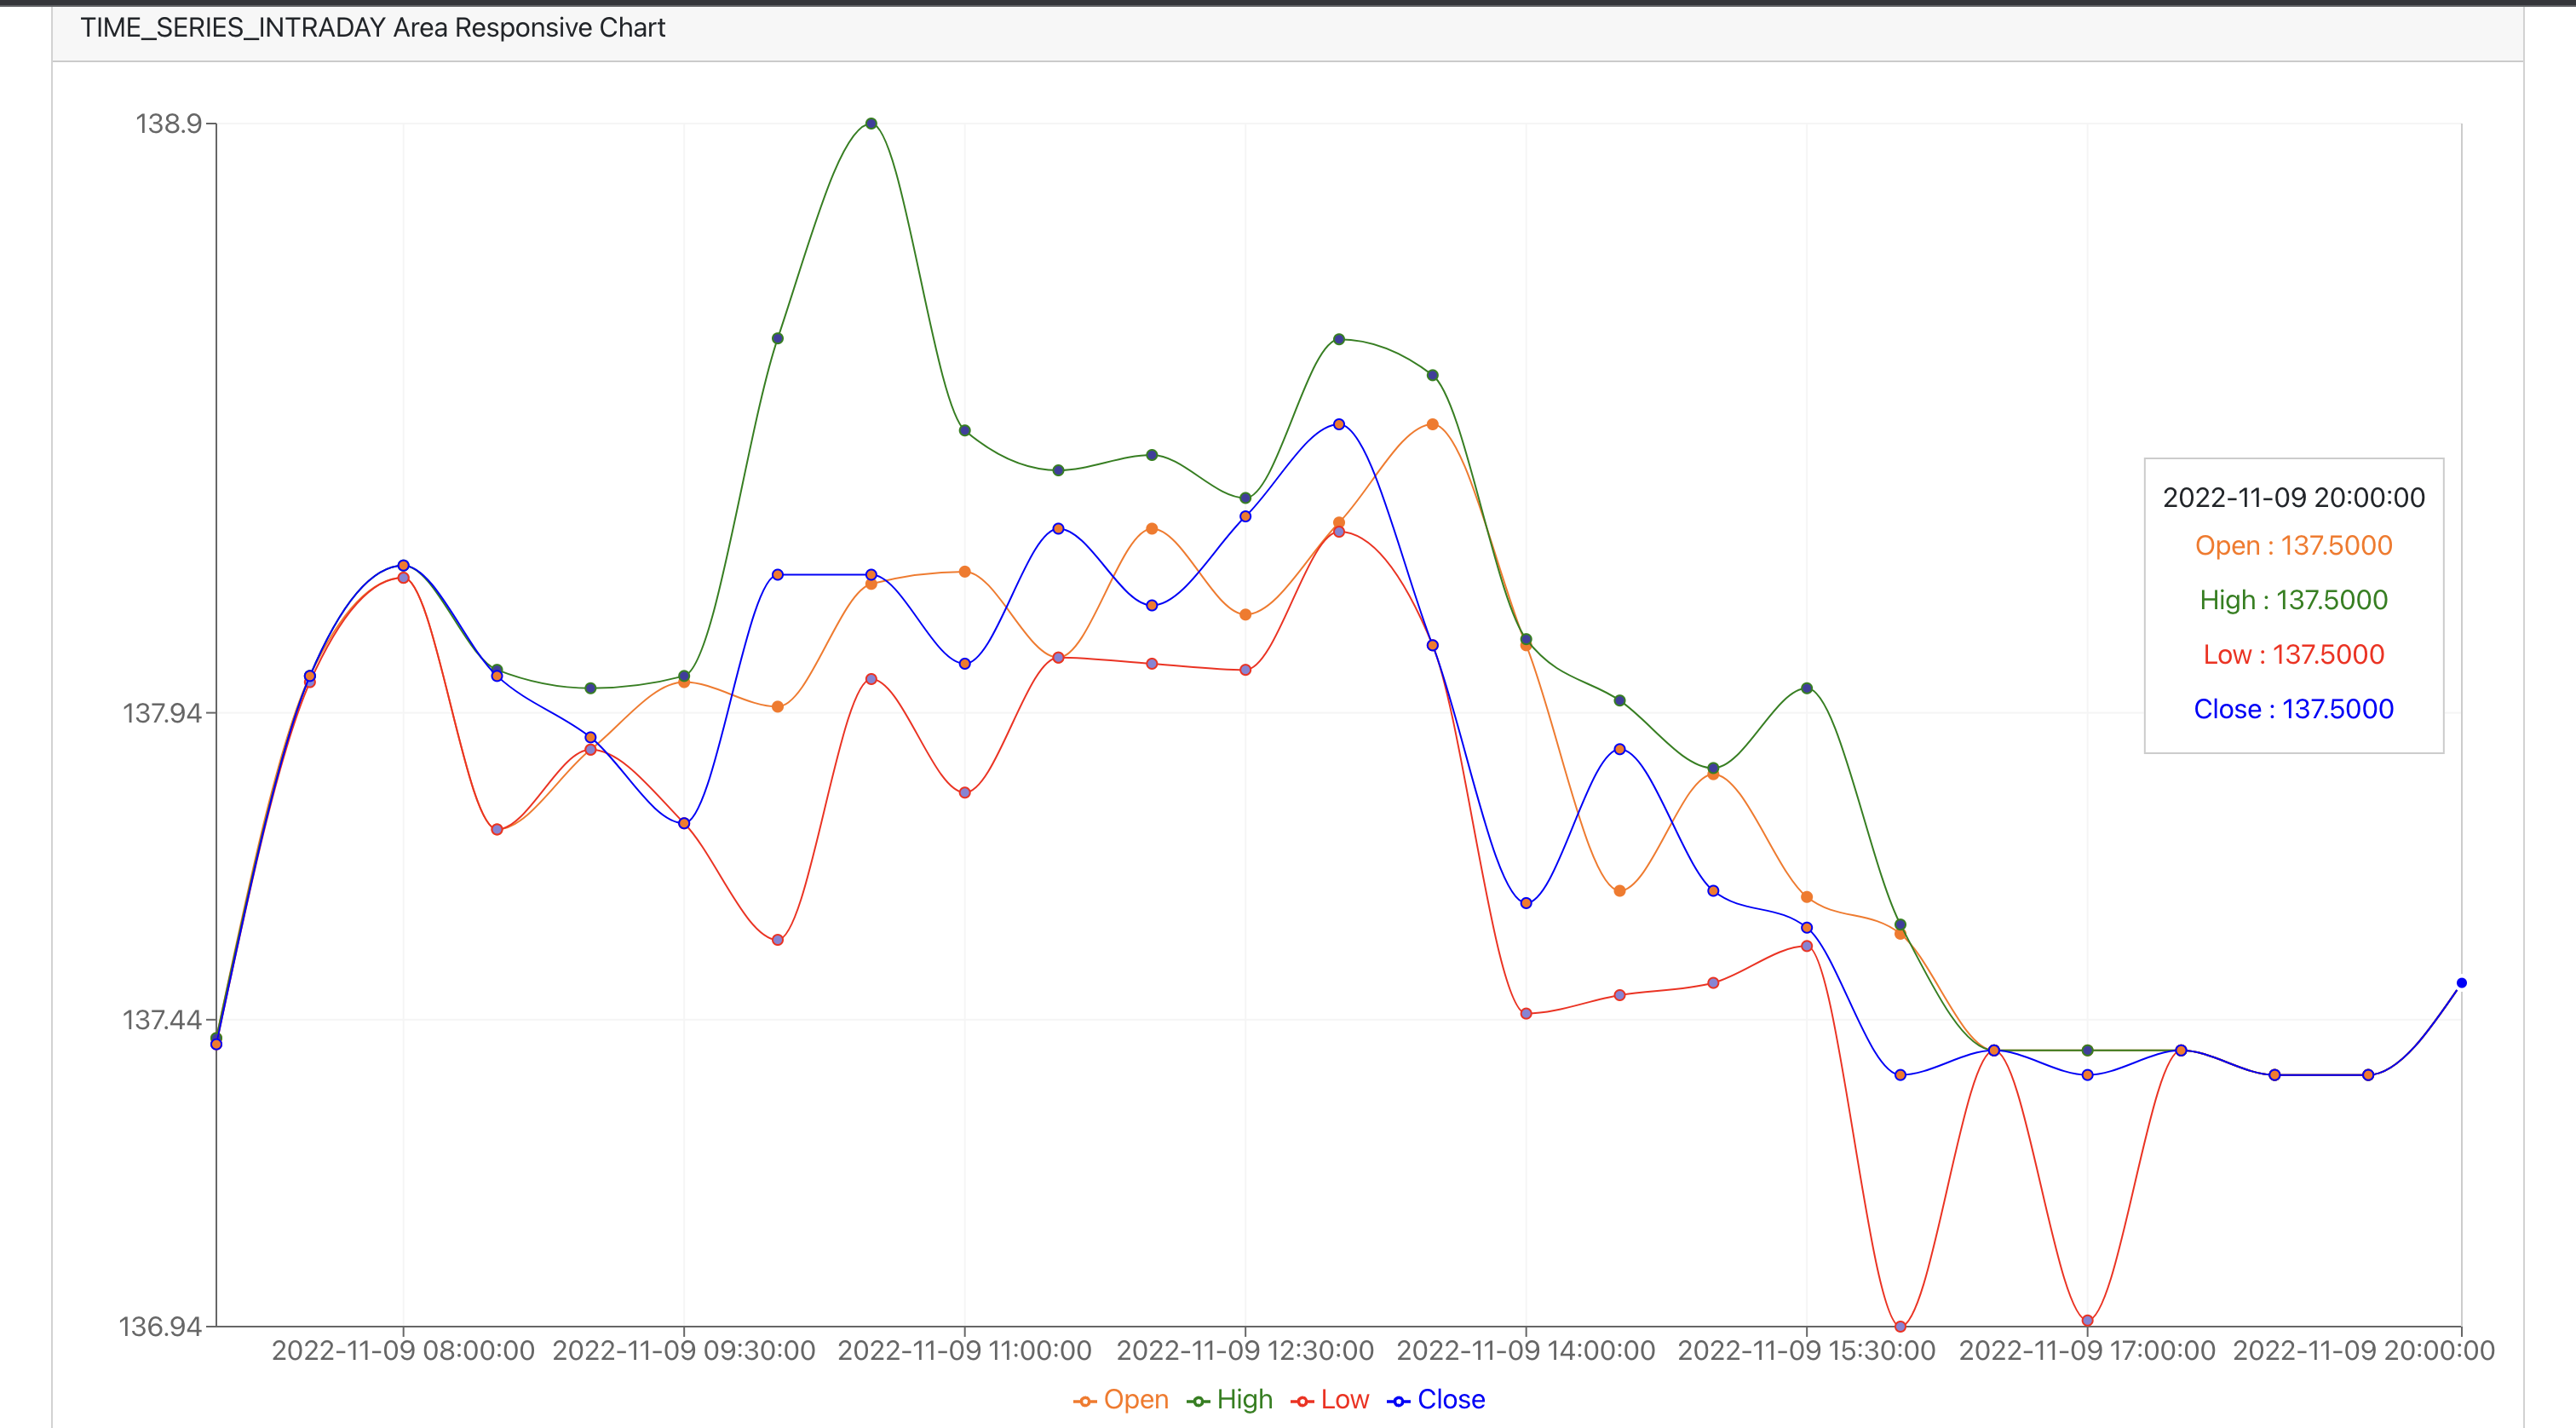 TIME_SERIES_INTRADAY Area Responsive Chart
138.9
137.94
137.44
136.94
2022-11-09 20:00:00
Open : 137.5000
High : 137.5000
Low : 137.5000
Close : 137.5000
2022-11-09 08:00:00 2022-11-09 09:30:00 2022-11-09 11:00:00 2022-11-09 12:30:00 2022-11-09 14:00:00 2022-11-09 15:30:00 2022-11-09 17:00:00 2022-11-09 20:00:00
Open High Low Close